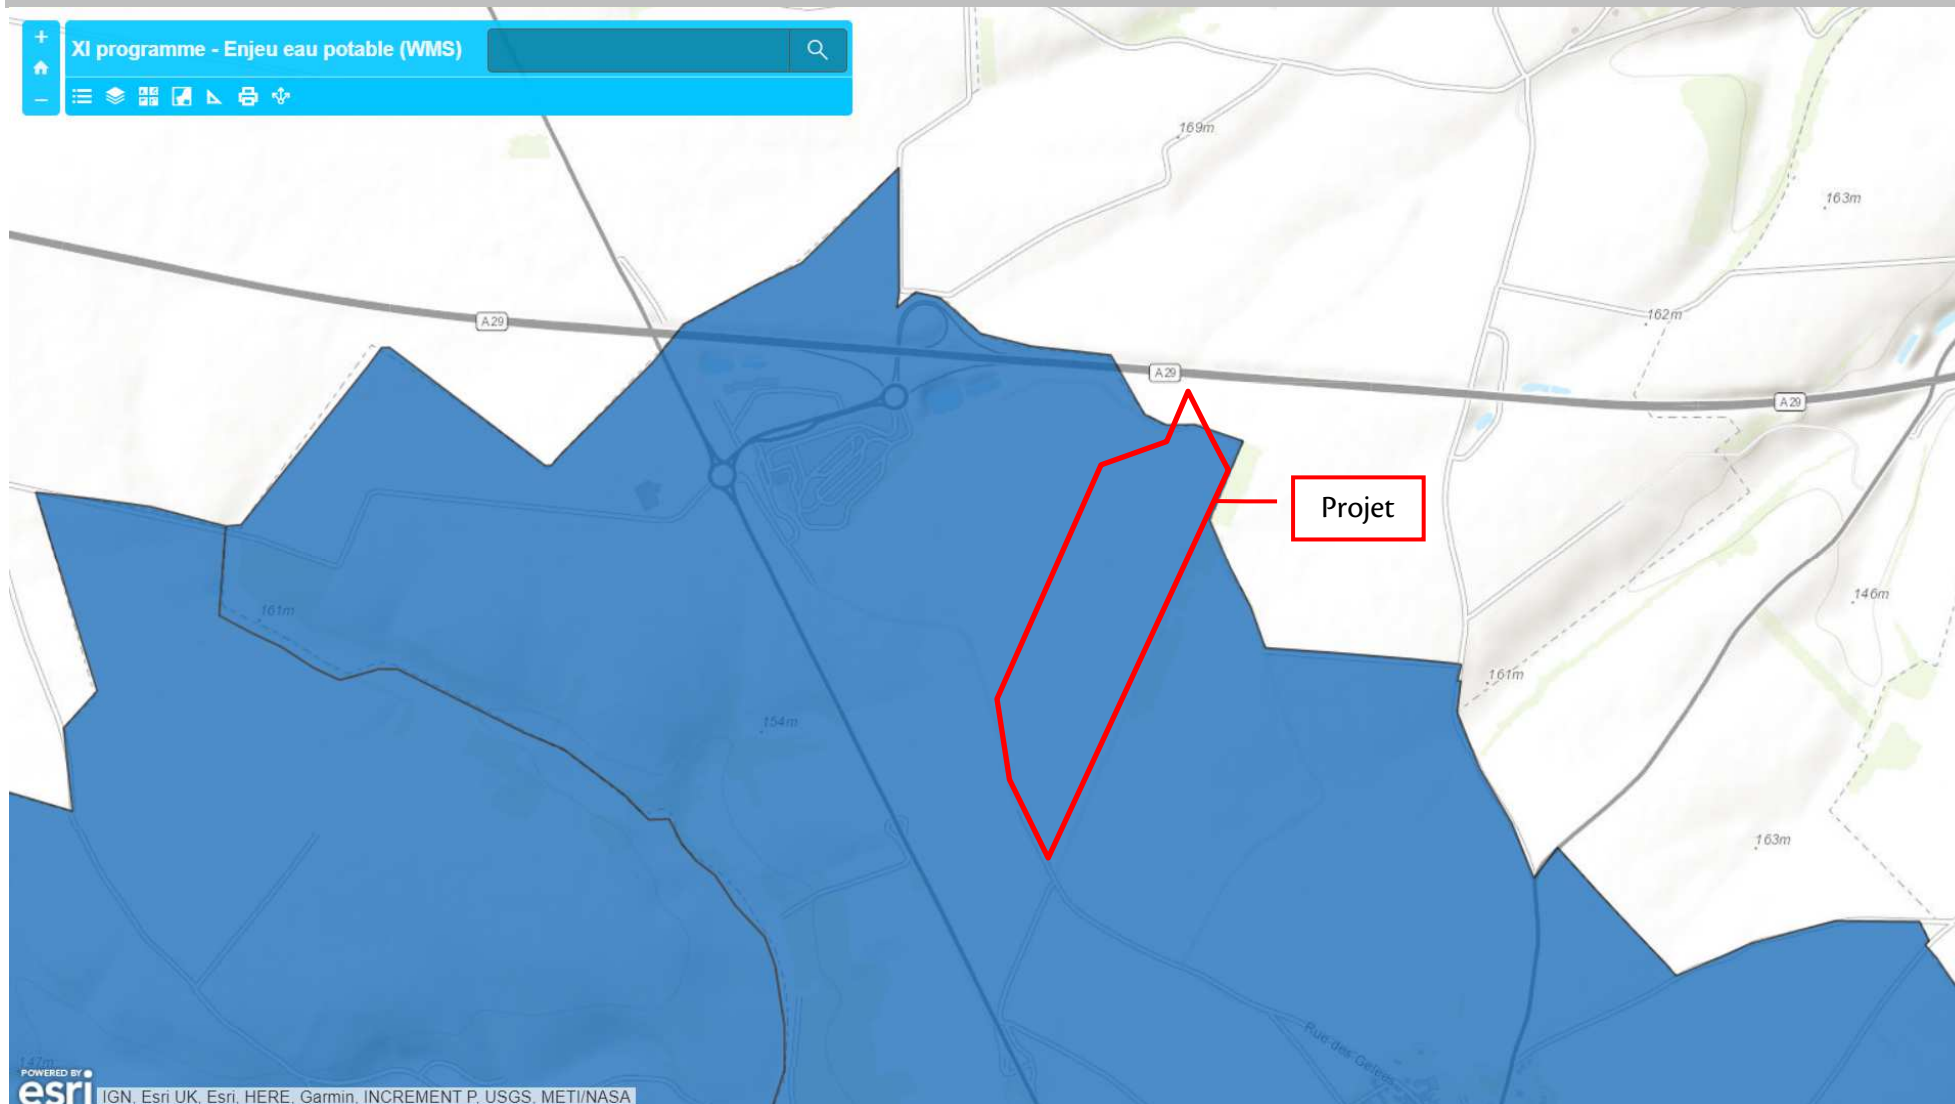 XI programme - Enjeu eau potable (WMS)
169m
163m
A29
162m
A29
A29
Projet
161m
146m
161m
154m
163m
Rue des Gelées
147m
POWERED BY
esri
IGN, Esri UK, Esri, HERE, Garmin, INCREMENT P, USGS, METI/NASA